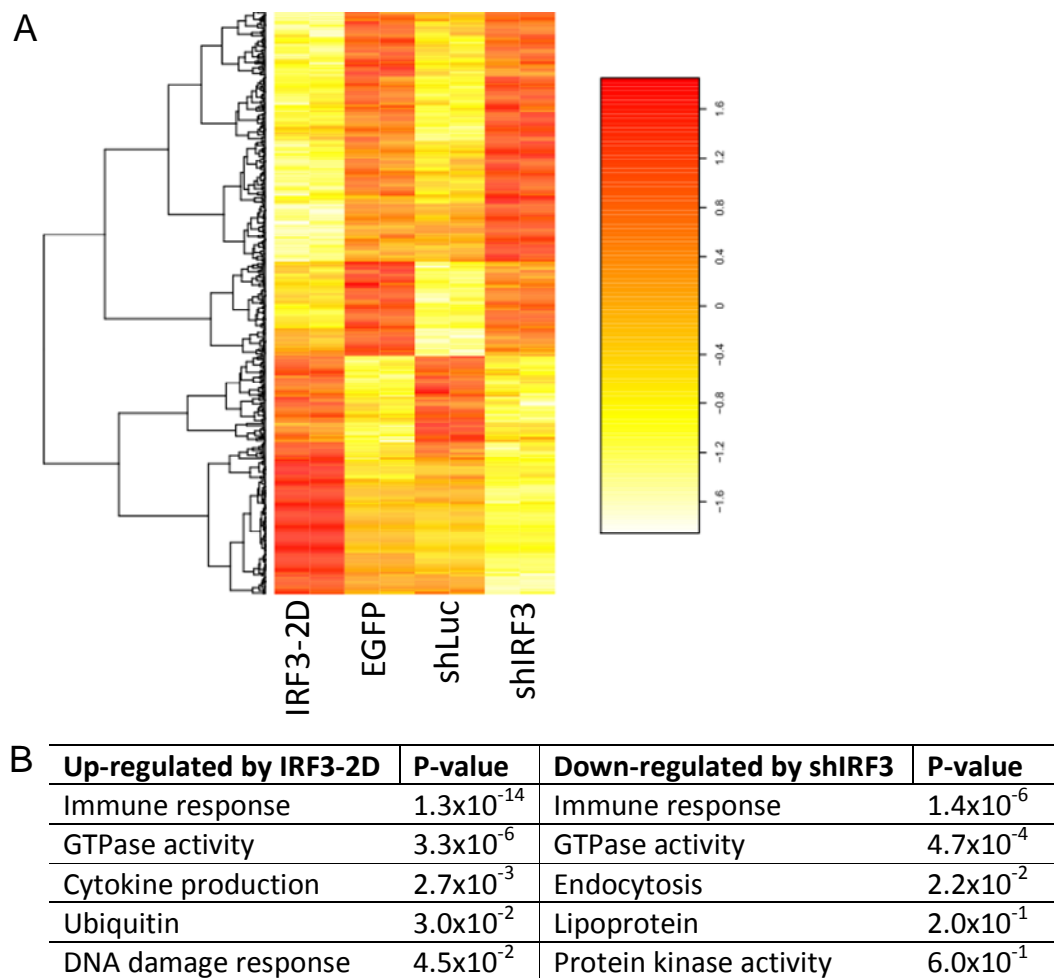 A
1.6
1.2
0.8
0.4
0
−0.4
−0.8
−1.2
−1.6
IRF3-2D
EGFP
shLuc
shIRF3
B
Up-regulated by IRF3-2D P-value Down-regulated by shIRF3 P-value
Immune response 1.3x10⁻¹⁴ Immune response 1.4x10⁻⁶
GTPase activity 3.3x10⁻⁶ GTPase activity 4.7x10⁻⁴
Cytokine production 2.7x10⁻³ Endocytosis 2.2x10⁻²
Ubiquitin 3.0x10⁻² Lipoprotein 2.0x10⁻¹
DNA damage response 4.5x10⁻² Protein kinase activity 6.0x10⁻¹